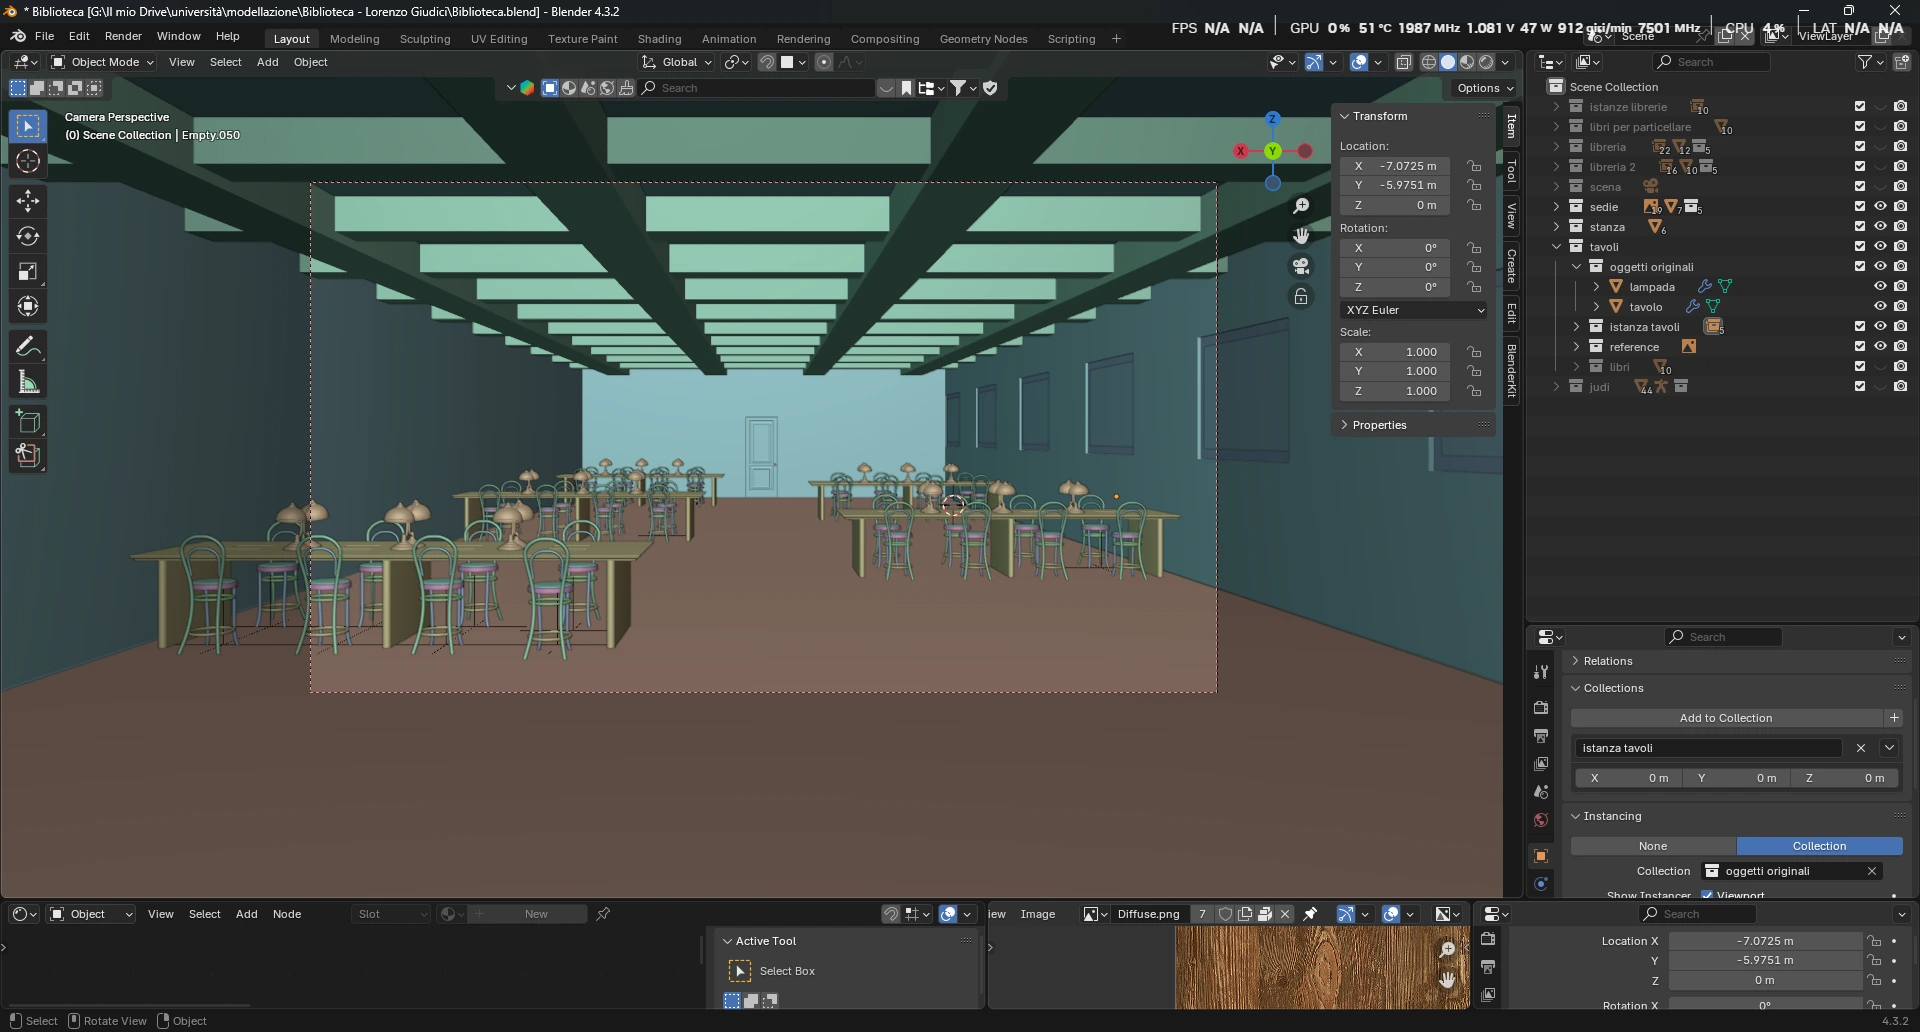 * Biblioteca [G:\Il mio Drive\università\modellazione\Biblioteca - Lorenzo Giudici\Biblioteca.blend] - Blender 4.3.2
FPS N/A N/A GPU 0% 51°C 1987 MHz 1.081 V 47 W 7501 MHz CPU 4% LAT N/A N/A
File Edit Render Window Help Layout Modeling Sculpting UV Editing Texture Paint Shading Animation Rendering Compositing Geometry Nodes Scripting + Scene ViewLayer
Object Mode View Select Add Object Global Search
Search Options
Camera Perspective
(0) Scene Collection | Empty.050
Z
X Y
Transform
Location:
X -7.0725 m
Y -5.9751 m
Z 0 m
Rotation:
X 0°
Y 0°
Z 0°
XYZ Euler
Scale:
X 1.000
Y 1.000
Z 1.000
Properties
Item
Tool
View
Create
Edit
BlenderKit
Scene Collection
istanze librerie 10
libri per particellare 10
libreria 22 12 5
libreria 2 16 10 5
scena
sedie 19 7 5
stanza 6
tavoli
oggetti originali
lampada
tavolo
istanza tavoli 5
reference
libri 10
judi 44
Search
Relations
Collections
Add to Collection +
istanza tavoli
X 0 m Y 0 m Z 0 m
Instancing
None Collection
Collection oggetti originali
Show Instancer Viewport
Object View Select Add Node Slot + New
Active Tool
Select Box
iew Image Diffuse.png 7
Search
Location X -7.0725 m
Y -5.9751 m
Z 0 m
Rotation X 0°
Select Rotate View Object 4.3.2